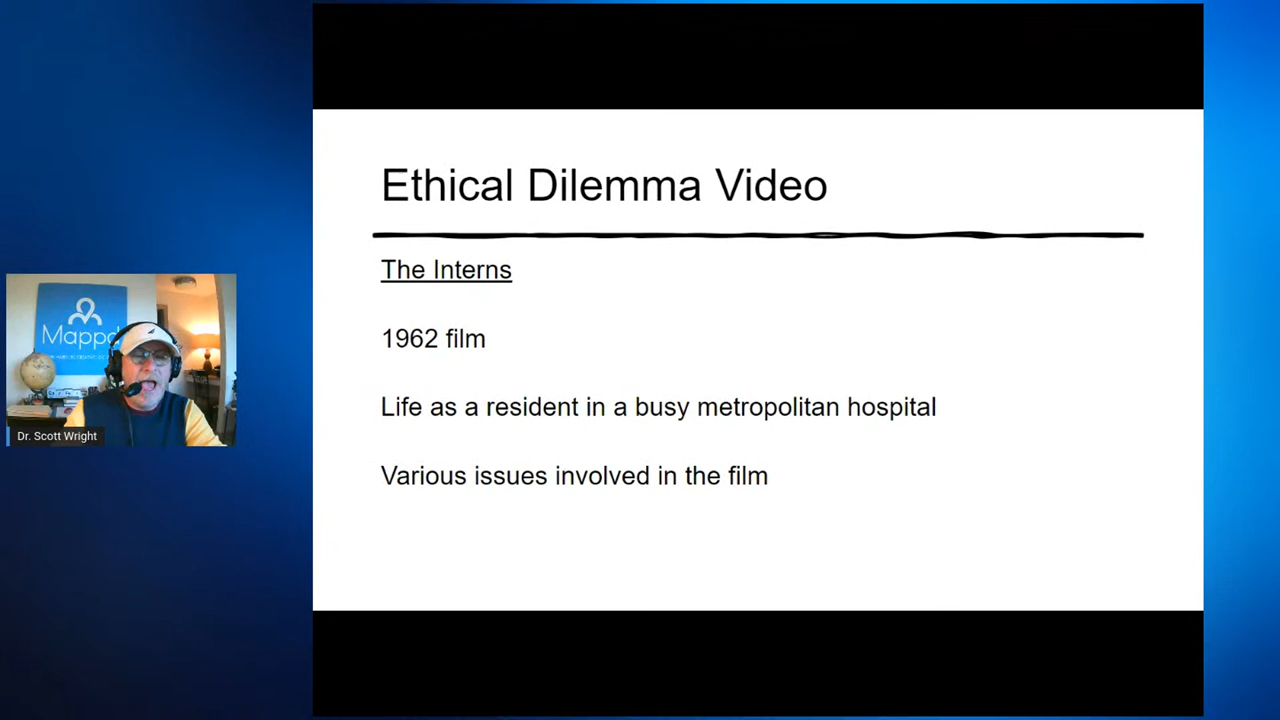 Ethical Dilemma Video
The Interns
1962 film
Life as a resident in a busy metropolitan hospital
Various issues involved in the film
Mappd
Dr. Scott Wright